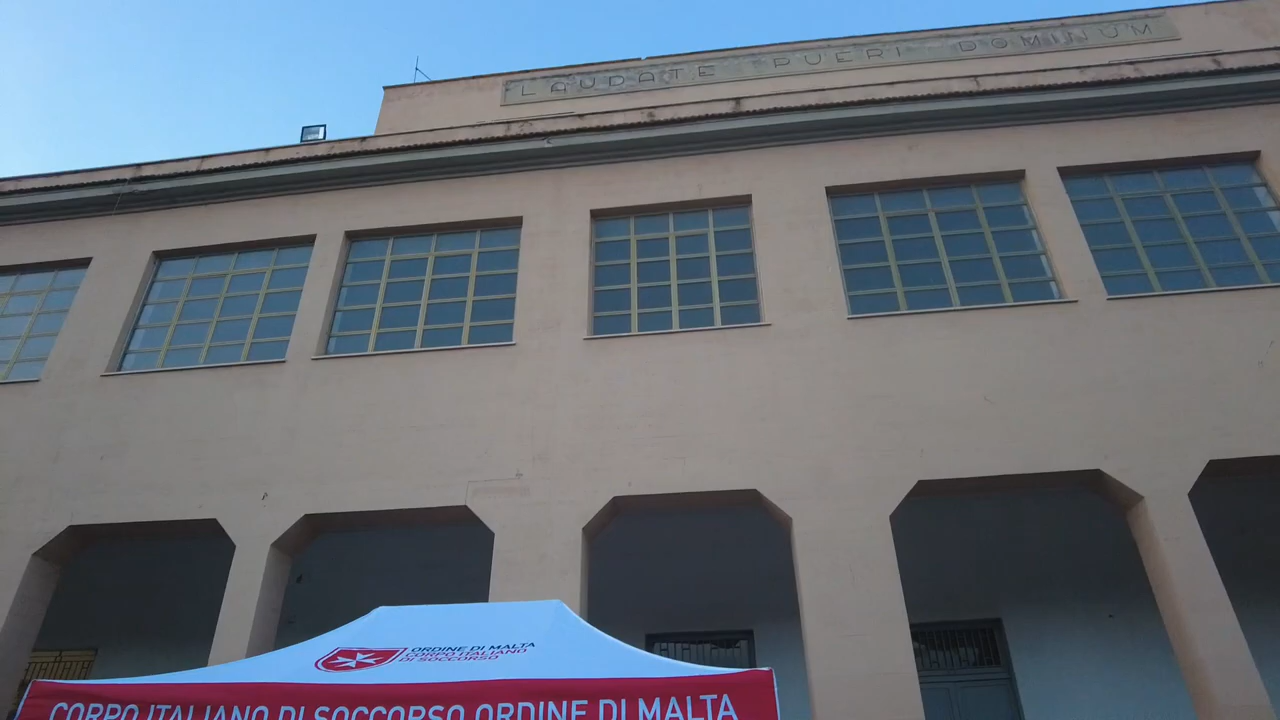 LAUDATE PUERI DOMINUM
ORDINE DI MALTA
CORPO ITALIANO
DI SOCCORSO
CORPO ITALIANO DI SOCCORSO ORDINE DI MALTA